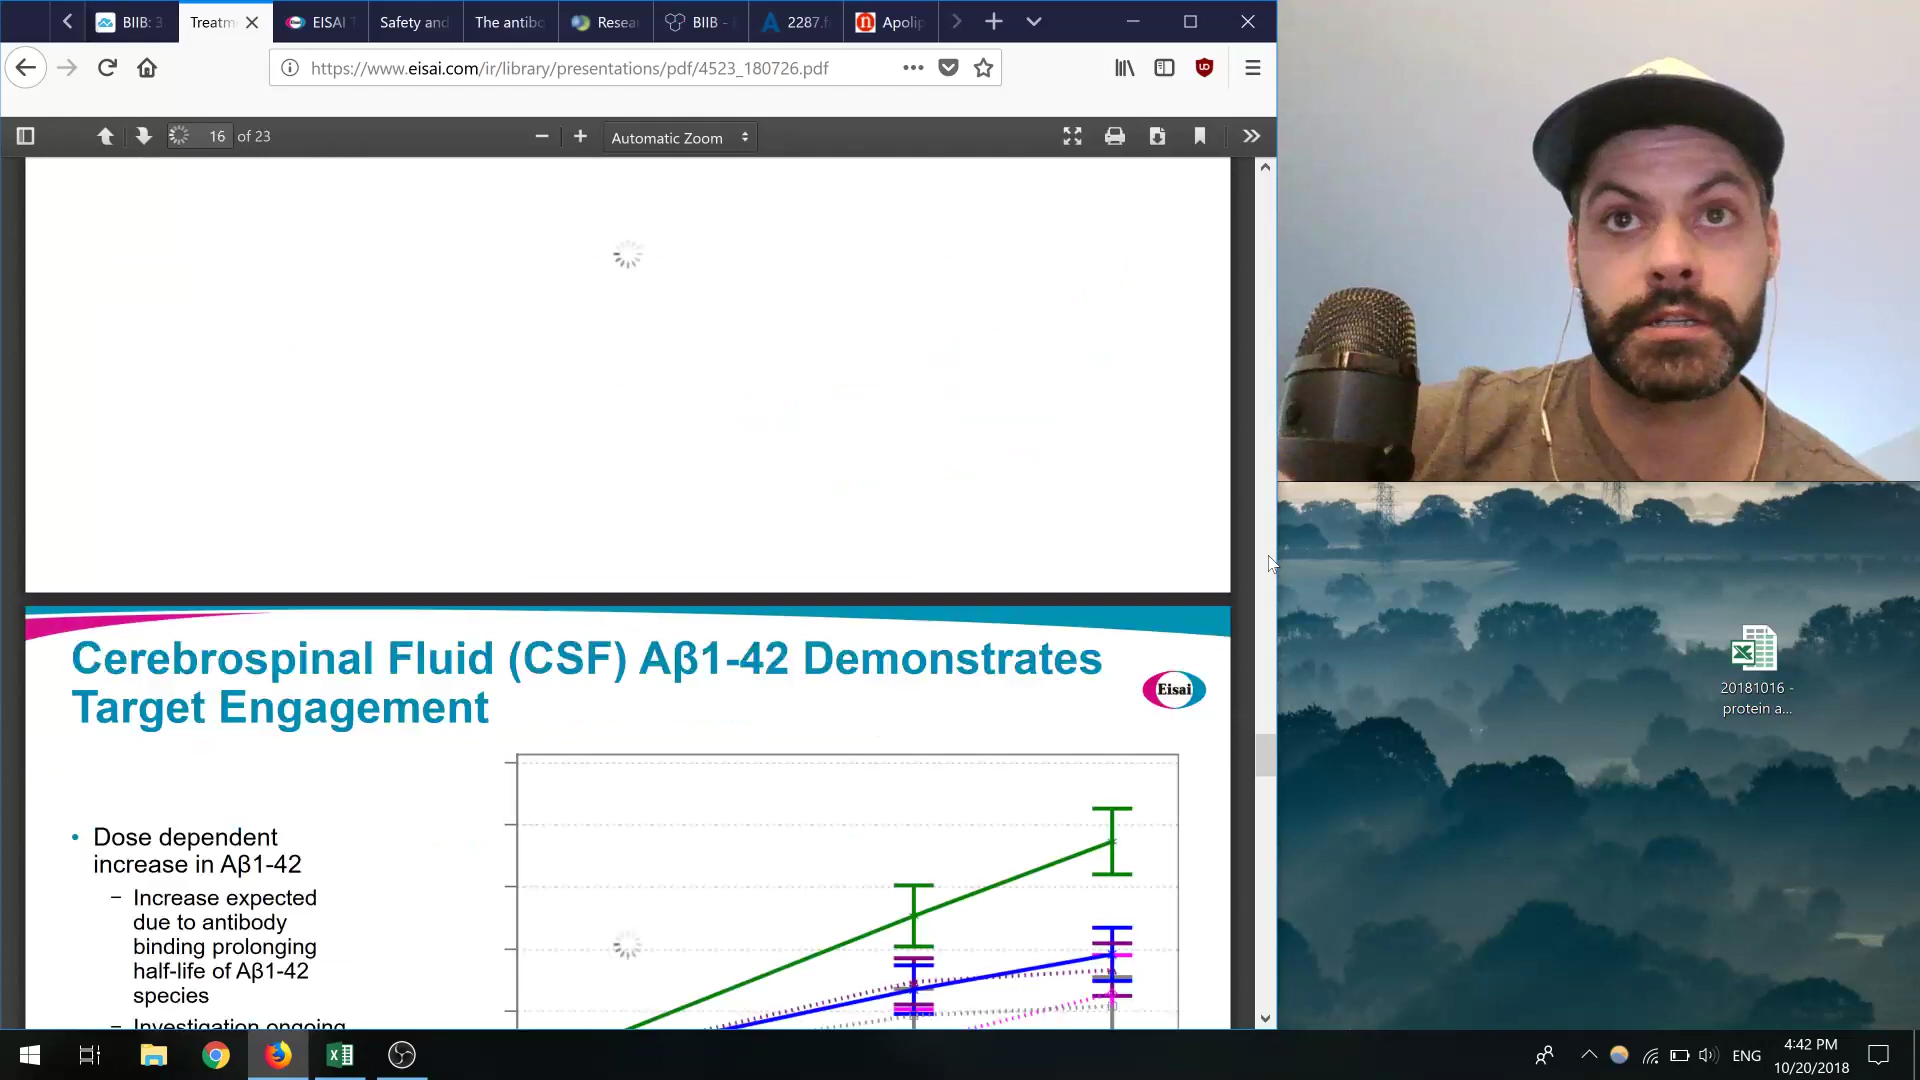 BIIB: 3
Treatm
EISAI T
Safety and
The antibo
Resea
BIIB -
2287.f
Apolip
https://www.eisai.com/ir/library/presentations/pdf/4523_180726.pdf
16 of 23
Automatic Zoom
Cerebrospinal Fluid (CSF) Aβ1-42 Demonstrates
Target Engagement
Eisai
• Dose dependent
increase in Aβ1-42
– Increase expected
due to antibody
binding prolonging
half-life of Aβ1-42
species
– Investigation ongoing
20181016 -
protein a...
ENG
4:42 PM
10/20/2018